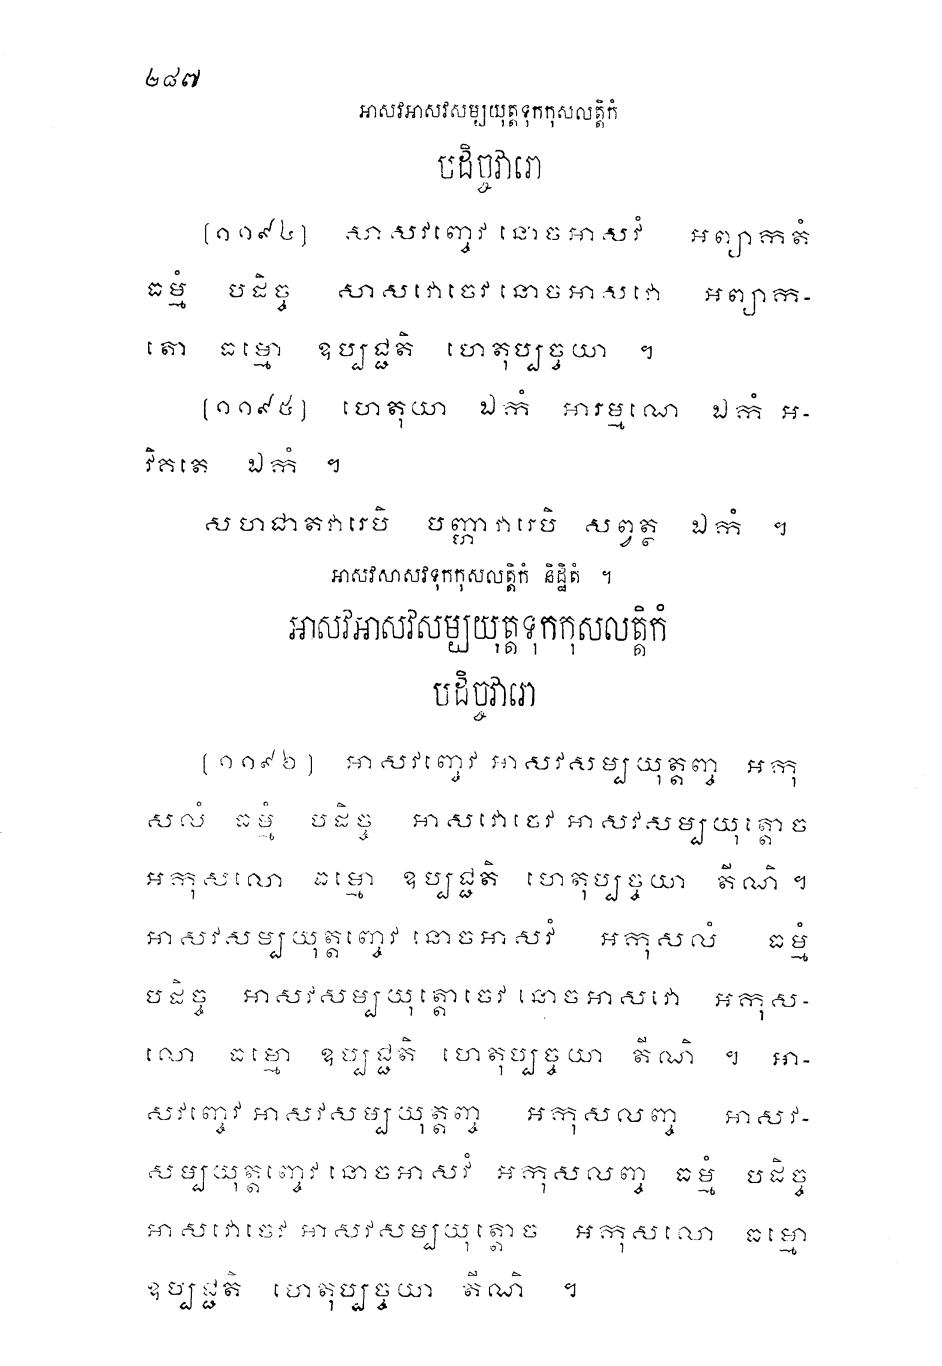 ២៨៧
អាសវអាសវសម្បយុត្តទុកកុសលត្តិកំ
បដិច្ចវារោ
(១១៩៤) សាសវញ្ចេវ នោចអាសវំ អព្យាកតំ
ធម្មំ បដិច្ច សាសវោចេវ នោចអាសវោ អព្យាក-
តោ ធម្មោ ឧប្បជ្ជតិ ហេតុប្បច្ចយា ។
(១១៩៥) ហេតុយា ឯកំ អារម្មណេ ឯកំ អ-
វិគតេ ឯកំ ។
សហជាតវារេបិ បញ្ហាវារេបិ សព្វត្ថ ឯកំ ។
អាសវសាសវទុកកុសលត្តិកំ និដ្ឋិតំ ។
អាសវអាសវសម្បយុត្តទុកកុសលត្តិកំ
បដិច្ចវារោ
(១១៩៦) អាសវញ្ចេវ អាសវសម្បយុត្តញ្ច អកុ
សលំ ធម្មំ បដិច្ច អាសវោចេវ អាសវសម្បយុត្តោច
អកុសលោ ធម្មោ ឧប្បជ្ជតិ ហេតុប្បច្ចយា តីណិ ។
អាសវសម្បយុត្តញ្ចេវ នោចអាសវំ អកុសលំ ធម្មំ
បដិច្ច អាសវសម្បយុត្តោចេវ នោចអាសវោ អកុស-
លោ ធម្មោ ឧប្បជ្ជតិ ហេតុប្បច្ចយា តីណិ ។ អា-
សវញ្ចេវ អាសវសម្បយុត្តញ្ច អកុសលញ្ច អាសវ-
សម្បយុត្តញ្ចេវ នោចអាសវំ អកុសលញ្ច ធម្មំ បដិច្ច
អាសវោចេវ អាសវសម្បយុត្តោច អកុសលោ ធម្មោ
ឧប្បជ្ជតិ ហេតុប្បច្ចយា តីណិ ។